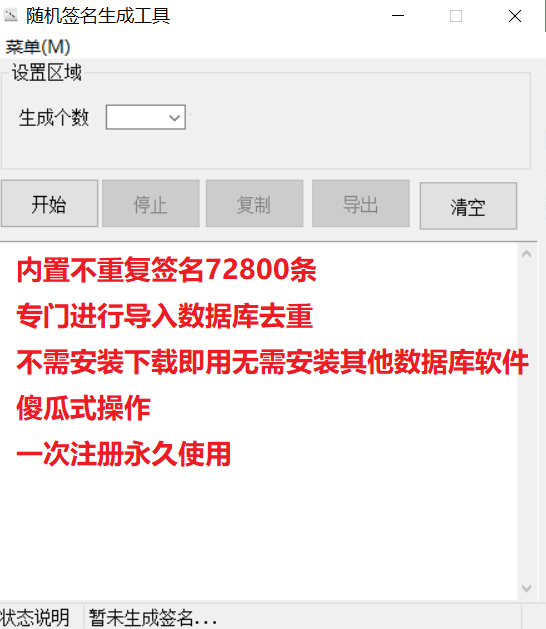 随机签名生成工具
菜单(M)
设置区域
生成个数
开始 停止 复制 导出 清空
内置不重复签名72800条
专门进行导入数据库去重
不需安装下载即用无需安装其他数据库软件
傻瓜式操作
一次注册永久使用
状态说明 暂未生成签名...